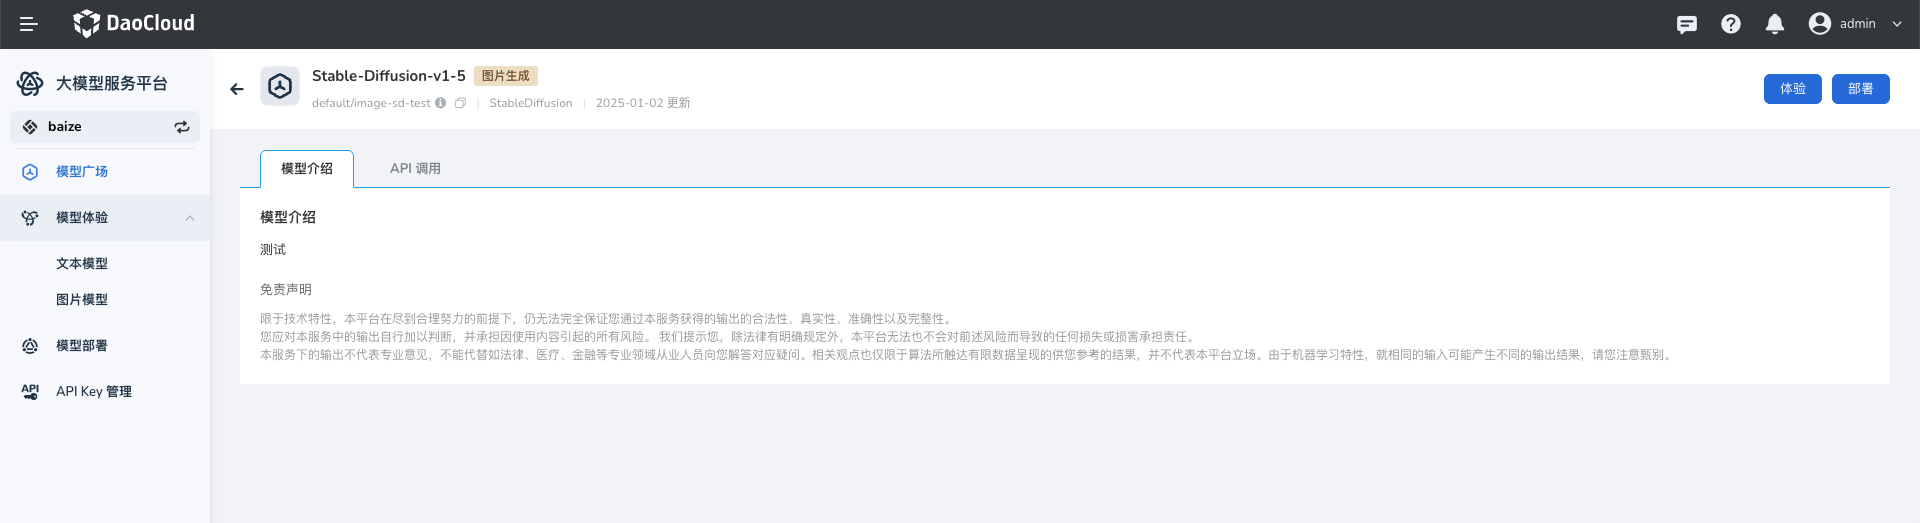 DaoCloud
admin
大模型服务平台
baize
模型广场
模型体验
文本模型
图片模型
模型部署
API Key 管理
Stable-Diffusion-v1-5 图片生成
default/image-sd-test | StableDiffusion | 2025-01-02 更新
体验 部署
模型介绍 API 调用
模型介绍
测试
免责声明
限于技术特性，本平台在尽到合理努力的前提下，仍无法完全保证您通过本服务获得的输出的合法性、真实性、准确性以及完整性。
您应对本服务中的输出自行加以判断，并承担因使用内容引起的所有风险。 我们提示您，除法律有明确规定外，本平台无法也不会对前述风险而导致的任何损失或损害承担责任。
本服务下的输出不代表专业意见，不能代替如法律、医疗、金融等专业领域从业人员向您解答对应疑问。相关观点也仅限于算法所触达有限数据呈现的供您参考的结果，并不代表本平台立场。由于机器学习特性，就相同的输入可能产生不同的输出结果，请您注意甄别。